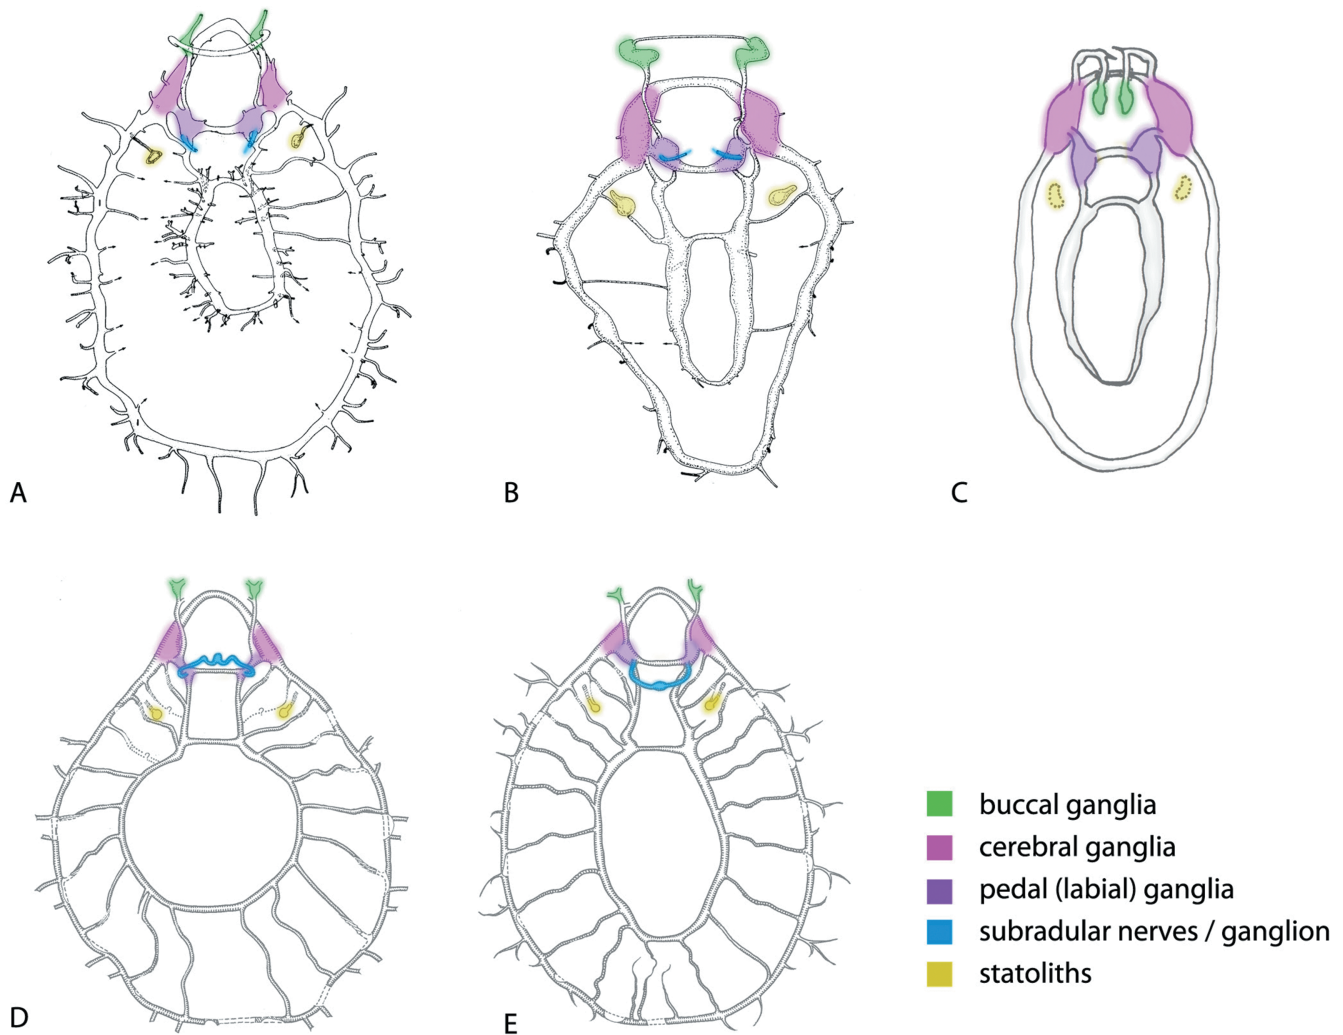 A
B
C
D
E
buccal ganglia
cerebral ganglia
pedal (labial) ganglia
subradular nerves / ganglion
statoliths